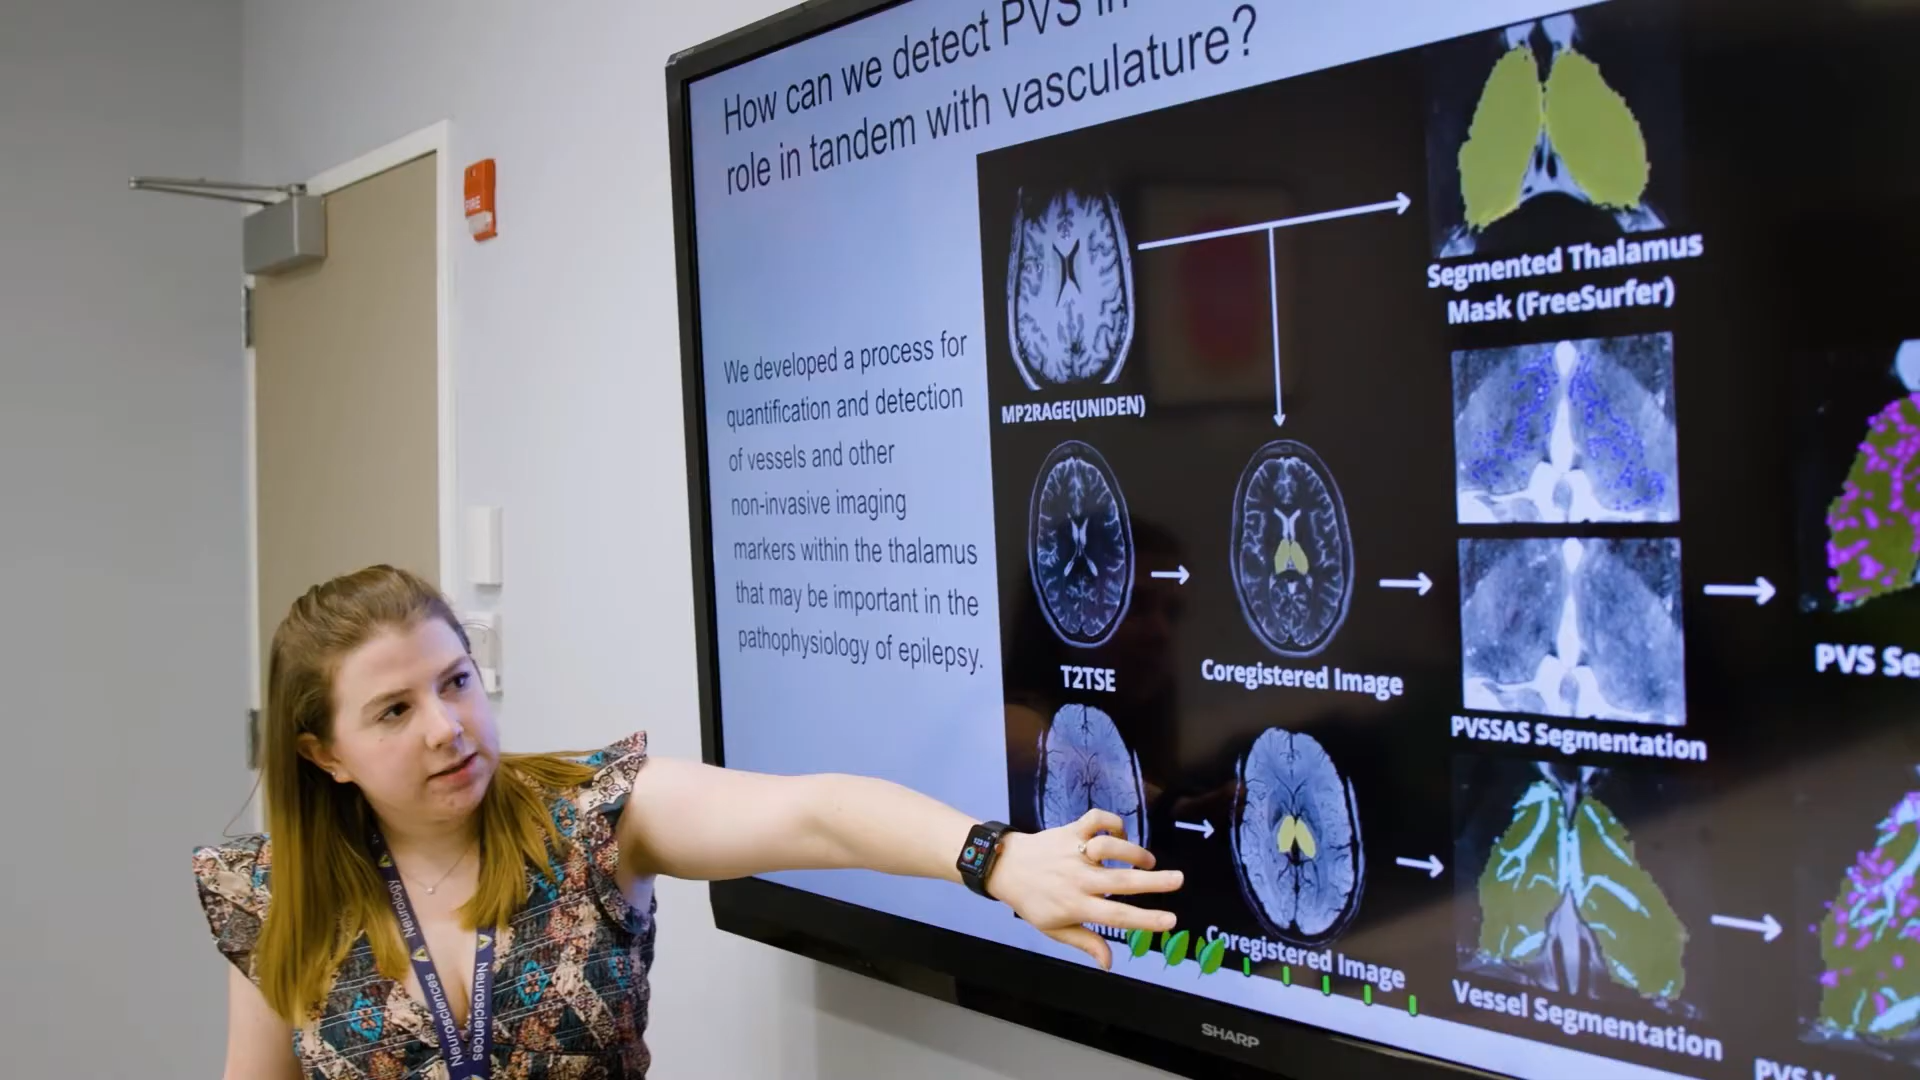 How can we detect PVS in
role in tandem with vasculature?
FIRE
We developed a process for
quantification and detection
of vessels and other
non-invasive imaging
markers within the thalamus
that may be important in the
pathophysiology of epilepsy.
MP2RAGE(UNIDEN)
Segmented Thalamus
Mask (FreeSurfer)
T2TSE
Coregistered Image
PVSSAS Segmentation
PVS Se
Coregistered Image
Vessel Segmentation
PVS V
SHARP
Neurology
Neurosciences
Neurosciences